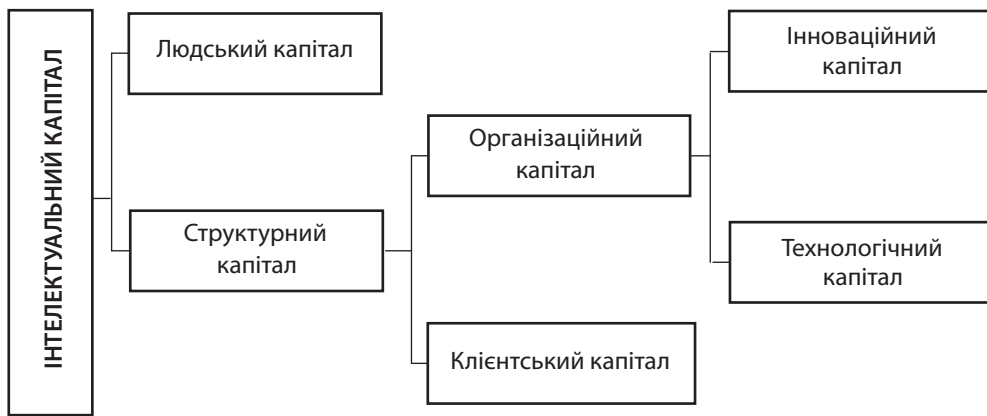 ІНТЕЛЕКТУАЛЬНИЙ КАПІТАЛ
Людський капітал
Структурний
капітал
Організаційний
капітал
Клієнтський капітал
Інноваційний
капітал
Технологічний
капітал